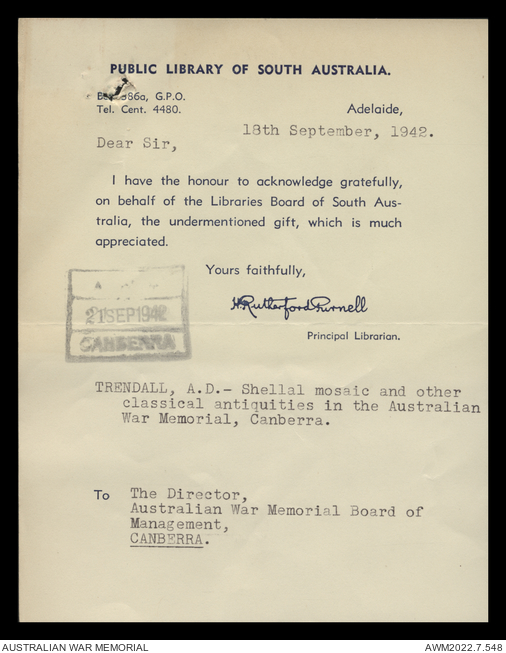 PUBLIC LIBRARY OF SOUTH AUSTRALIA.
86a, G.P.O.
Tel. Cent. 4480.
Adelaide,
18th September, 1942.
Dear Sir,
I have the honour to acknowledge gratefully,
on behalf of the Libraries Board of South Aus-
tralia, the undermentioned gift, which is much
appreciated.
Yours faithfully,
H. Rutherford Purnell
Principal Librarian.
21 SEP 1942
CANBERRA
TRENDALL, A.D.- Shellal mosaic and other
classical antiquities in the Australian
War Memorial, Canberra.
To The Director,
Australian War Memorial Board of
Management,
CANBERRA.
AUSTRALIAN WAR MEMORIAL
AWM2022.7.548